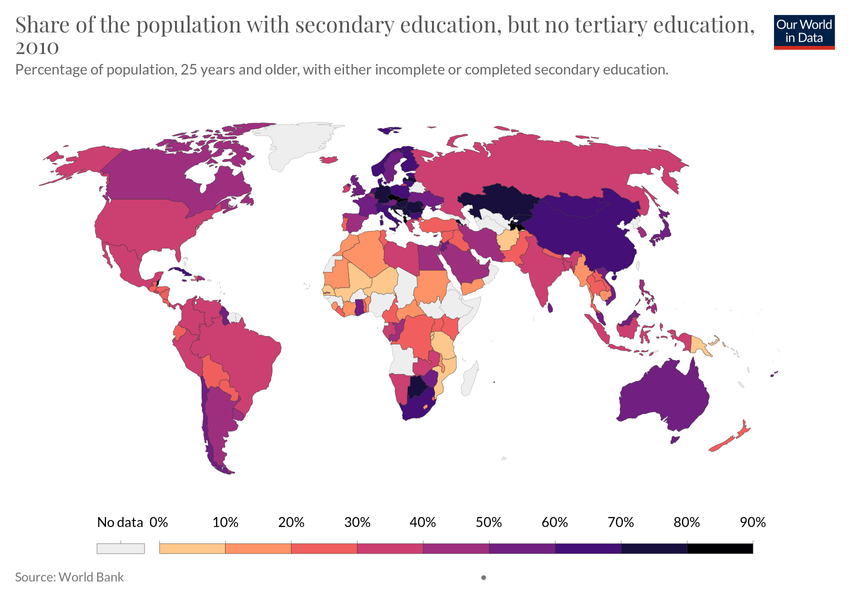 Share of the population with secondary education, but no tertiary education,
2010
Our World
in Data
Percentage of population, 25 years and older, with either incomplete or completed secondary education.
No data 0% 10% 20% 30% 40% 50% 60% 70% 80% 90%
Source: World Bank